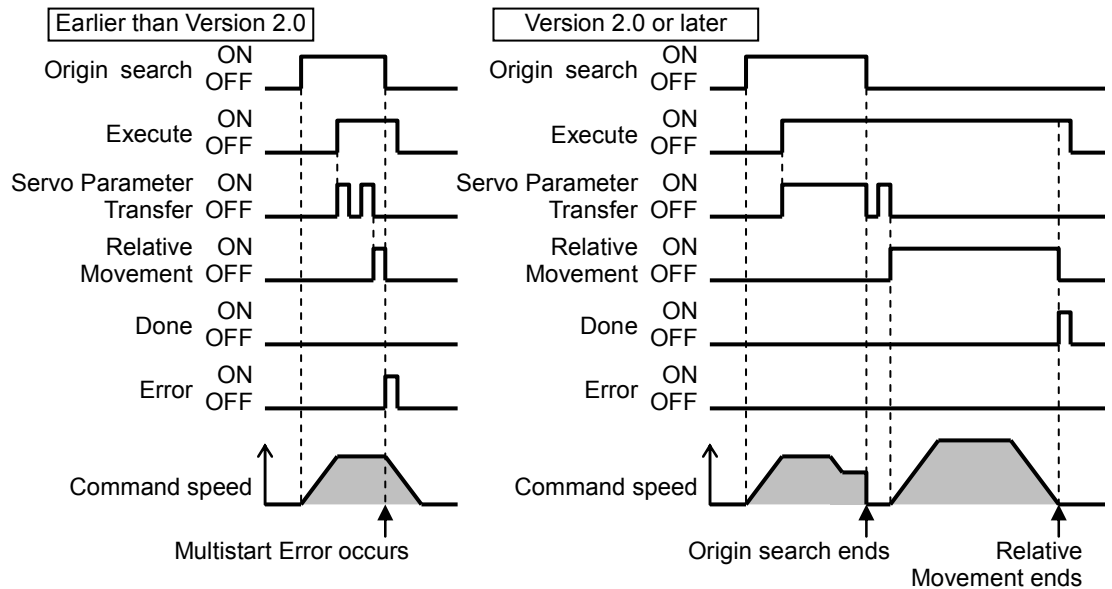 Earlier than Version 2.0
Origin search ON
OFF
Execute ON
OFF
Servo Parameter ON
Transfer OFF
Relative ON
Movement OFF
Done ON
OFF
Error ON
OFF
Command speed
Multistart Error occurs
Version 2.0 or later
Origin search ON
OFF
Execute ON
OFF
Servo Parameter ON
Transfer OFF
Relative ON
Movement OFF
Done ON
OFF
Error ON
OFF
Command speed
Origin search ends
Relative
Movement ends